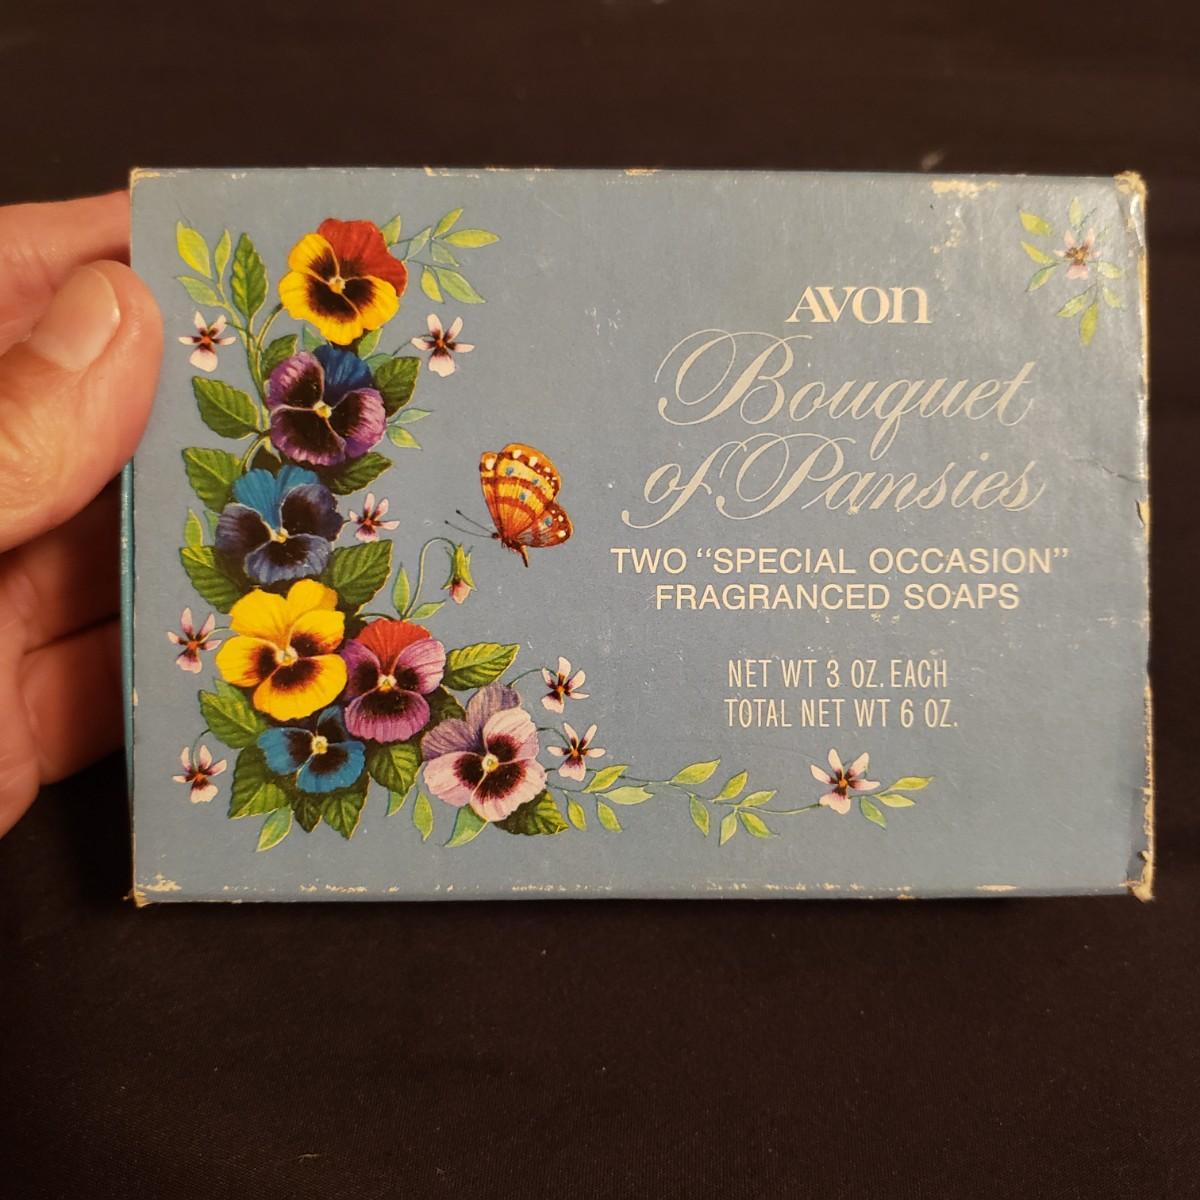 AVON
Bouquet
of Pansies
TWO “SPECIAL OCCASION”
FRAGRANCED SOAPS
NET WT 3 OZ. EACH
TOTAL NET WT 6 OZ.